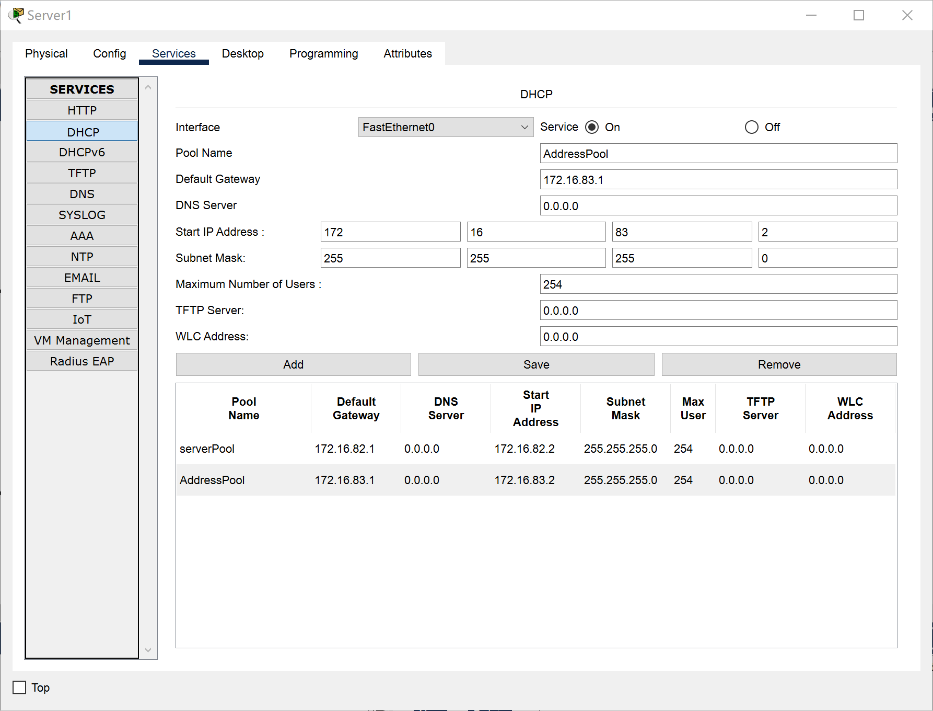 Server1
Physical Config Services Desktop Programming Attributes
SERVICES
HTTP
DHCP
DHCPv6
TFTP
DNS
SYSLOG
AAA
NTP
EMAIL
FTP
IoT
VM Management
Radius EAP
DHCP
Interface FastEthernet0 Service On Off
Pool Name AddressPool
Default Gateway 172.16.83.1
DNS Server 0.0.0.0
Start IP Address : 172 16 83 2
Subnet Mask: 255 255 255 0
Maximum Number of Users : 254
TFTP Server: 0.0.0.0
WLC Address: 0.0.0.0
Add Save Remove
Pool Name Default Gateway DNS Server Start IP Address Subnet Mask Max User TFTP Server WLC Address
serverPool 172.16.82.1 0.0.0.0 172.16.82.2 255.255.255.0 254 0.0.0.0 0.0.0.0
AddressPool 172.16.83.1 0.0.0.0 172.16.83.2 255.255.255.0 254 0.0.0.0 0.0.0.0
Top